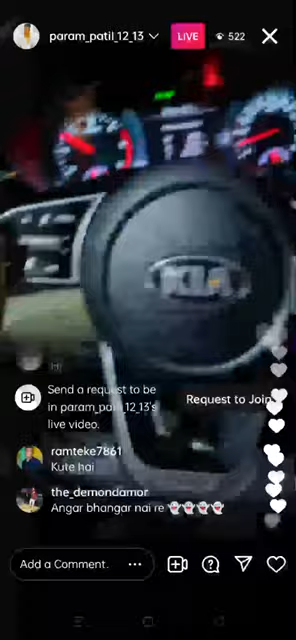 param_patil_12_13
LIVE
522
KIA
Send a request to be
in param_patil_12_13's
live video.
Request to Join
ramteke7861
Kute hai
the_demondamor
Angar bhangar nai re 👻👻👻👻
Add a Comment.